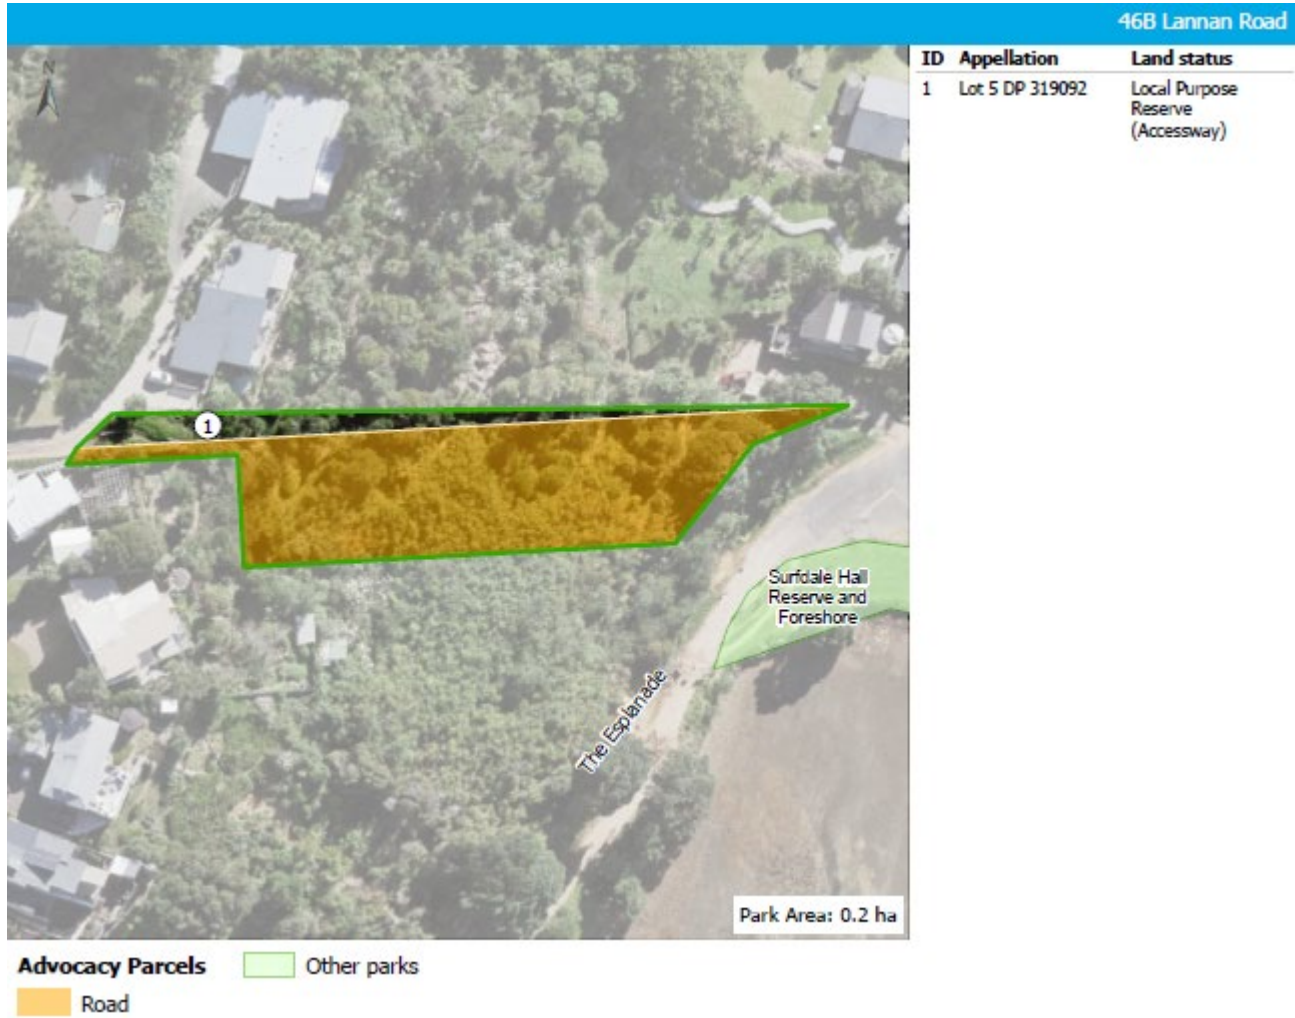 46B Lannan Road
N
ID Appellation Land status
1 Lot 5 DP 319092 Local Purpose
Reserve
(Accessway)
1
Surfdale Hall
Reserve and
Foreshore
The Esplanade
Park Area: 0.2 ha
Advocacy Parcels Other parks
Road